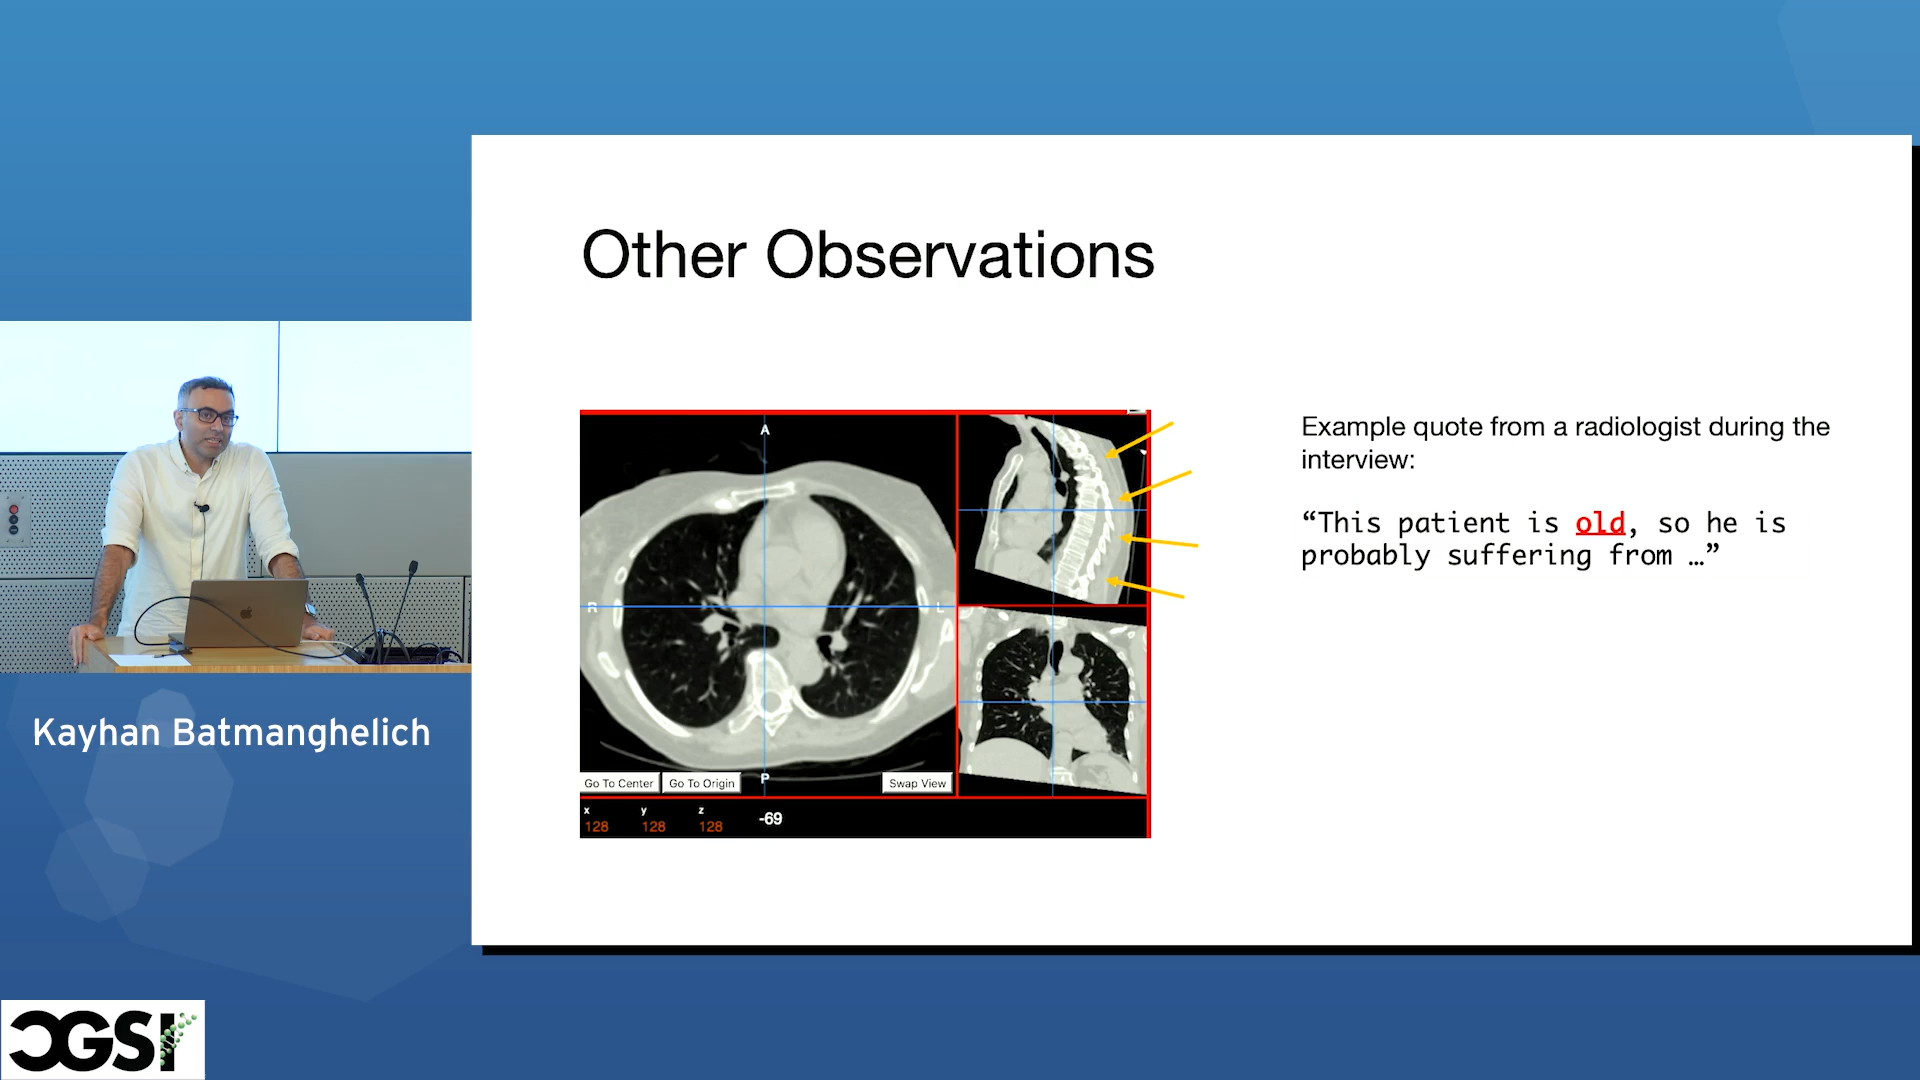 Other Observations
A
R
L
P
Go To Center
Go To Origin
Swap View
x y z
128 128 128
-69
Example quote from a radiologist during the
interview:
“This patient is old, so he is
probably suffering from …”
Kayhan Batmanghelich
CGSI